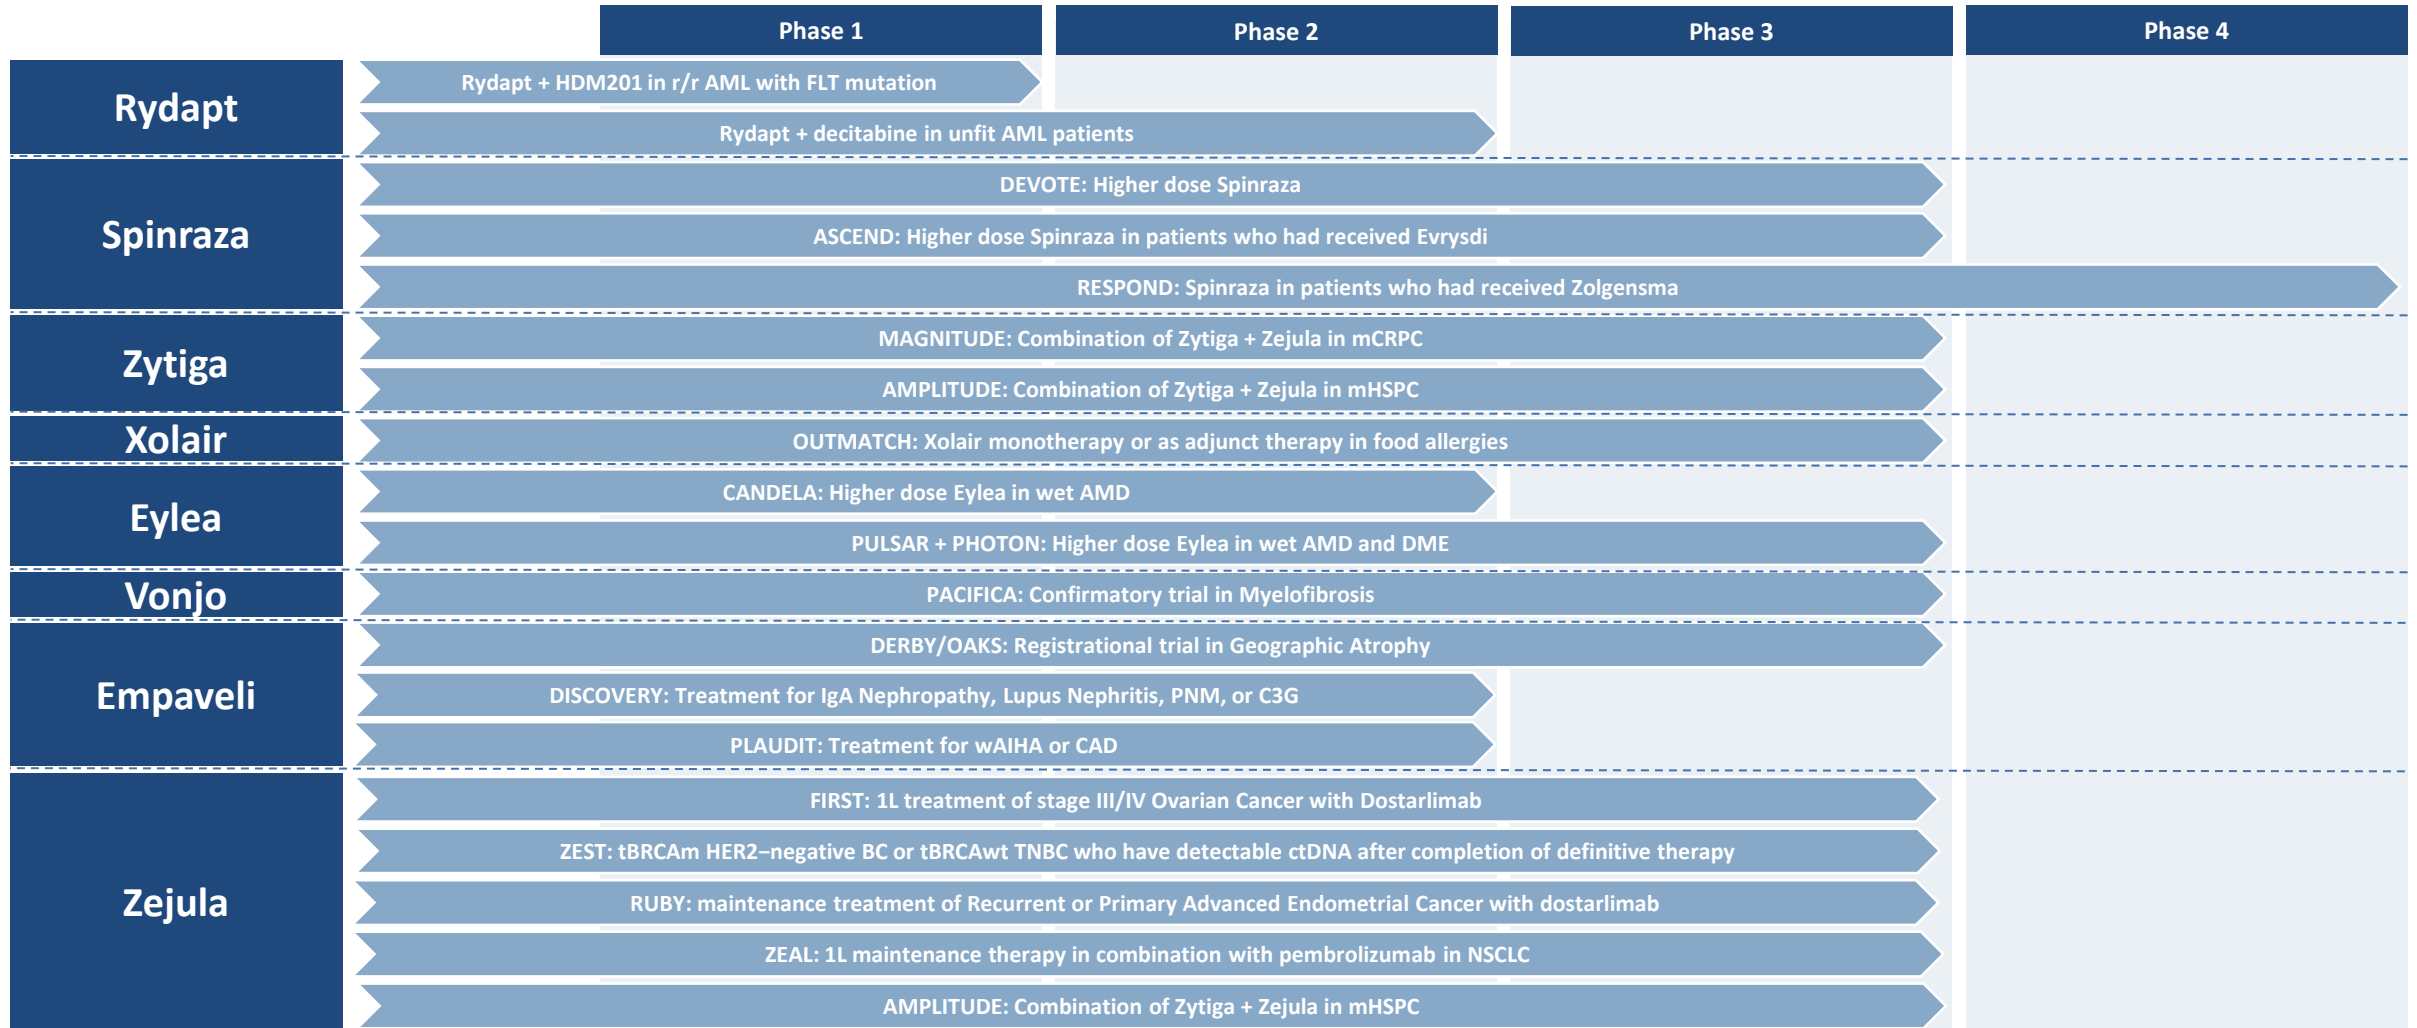 Phase 1
Phase 2
Phase 3
Phase 4
Rydapt
Rydapt + HDM201 in r/r AML with FLT mutation
Rydapt + decitabine in unfit AML patients
Spinraza
DEVOTE: Higher dose Spinraza
ASCEND: Higher dose Spinraza in patients who had received Evrysdi
RESPOND: Spinraza in patients who had received Zolgensma
Zytiga
MAGNITUDE: Combination of Zytiga + Zejula in mCRPC
AMPLITUDE: Combination of Zytiga + Zejula in mHSPC
Xolair
OUTMATCH: Xolair monotherapy or as adjunct therapy in food allergies
Eylea
CANDELA: Higher dose Eylea in wet AMD
PULSAR + PHOTON: Higher dose Eylea in wet AMD and DME
Vonjo
PACIFICA: Confirmatory trial in Myelofibrosis
Empaveli
DERBY/OAKS: Registrational trial in Geographic Atrophy
DISCOVERY: Treatment for IgA Nephropathy, Lupus Nephritis, PNM, or C3G
PLAUDIT: Treatment for wAIHA or CAD
Zejula
FIRST: 1L treatment of stage III/IV Ovarian Cancer with Dostarlimab
ZEST: tBRCAm HER2−negative BC or tBRCAwt TNBC who have detectable ctDNA after completion of definitive therapy
RUBY: maintenance treatment of Recurrent or Primary Advanced Endometrial Cancer with dostarlimab
ZEAL: 1L maintenance therapy in combination with pembrolizumab in NSCLC
AMPLITUDE: Combination of Zytiga + Zejula in mHSPC